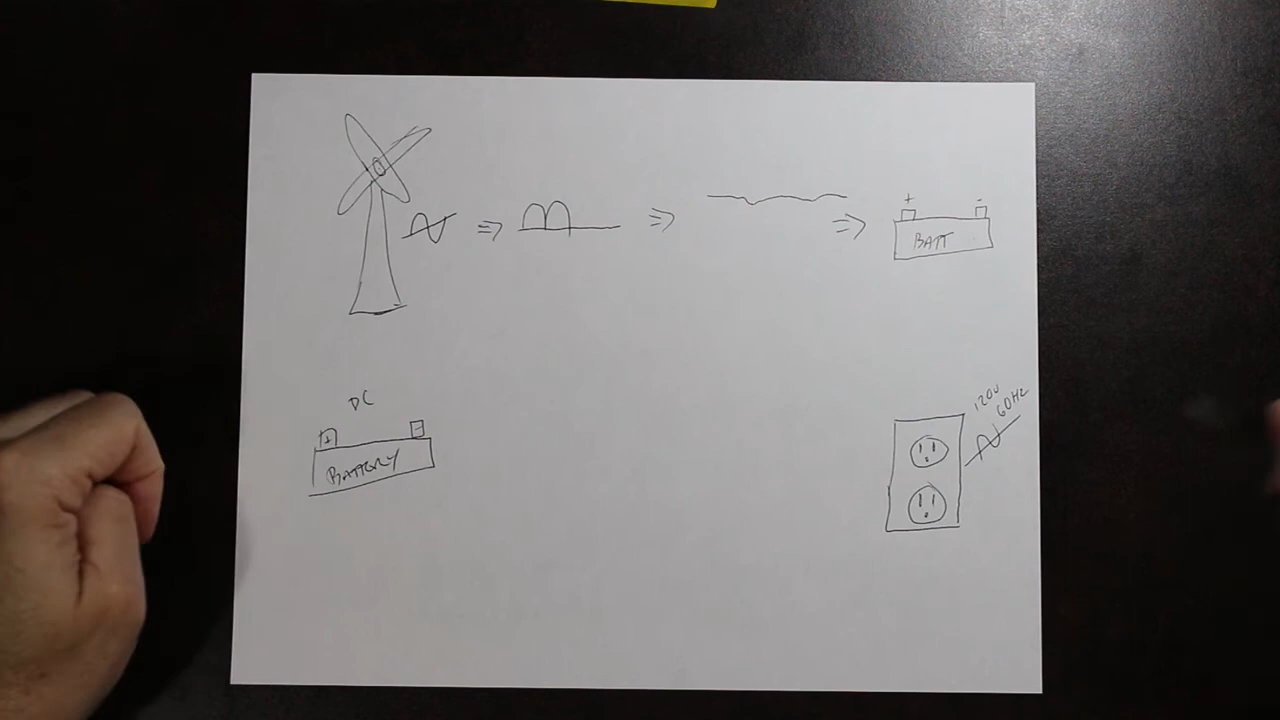 + -
BATT
DC
+ -
BATTERY
120V
60Hz